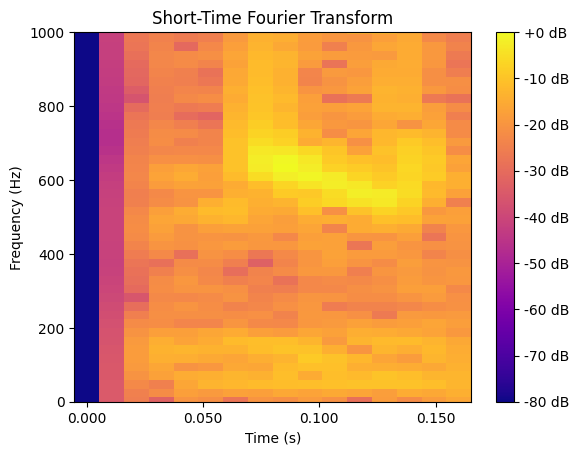 Short-Time Fourier Transform
1000
800
600
400
200
0
Frequency (Hz)
0.000
0.050
0.100
0.150
Time (s)
+0 dB
-10 dB
-20 dB
-30 dB
-40 dB
-50 dB
-60 dB
-70 dB
-80 dB